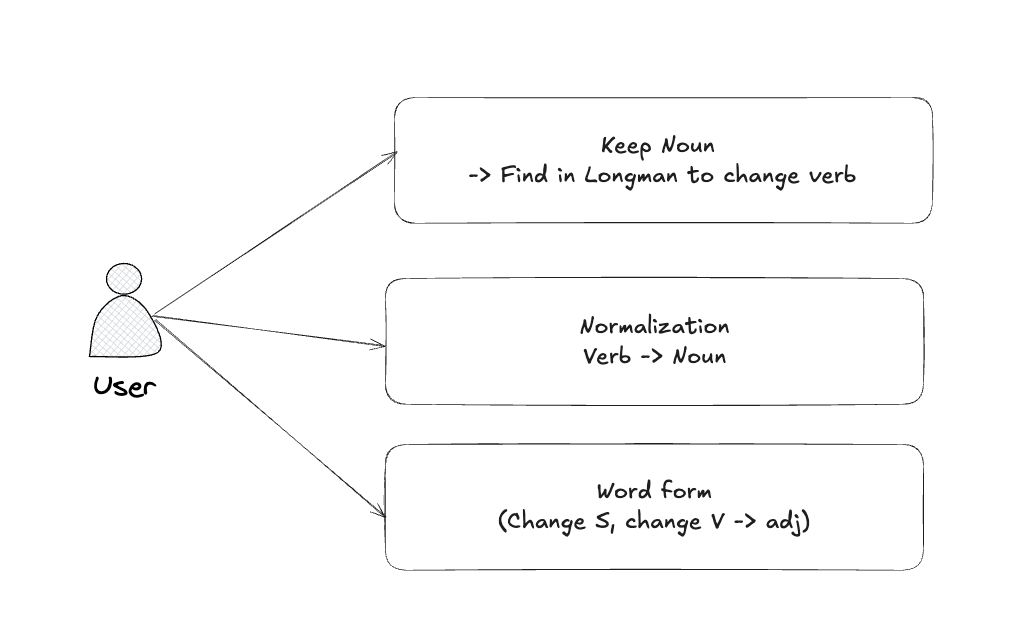 Keep Noun
-> Find in Longman to change verb
Normalization
Verb -> Noun
User
Word form
(Change S, change V -> adj)